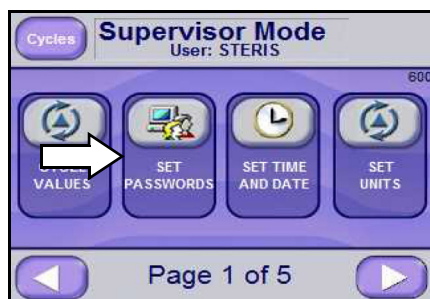 Cycles
Supervisor Mode
User: STERIS
600
VALUES
SET
PASSWORDS
SET TIME
AND DATE
SET
UNITS
Page 1 of 5